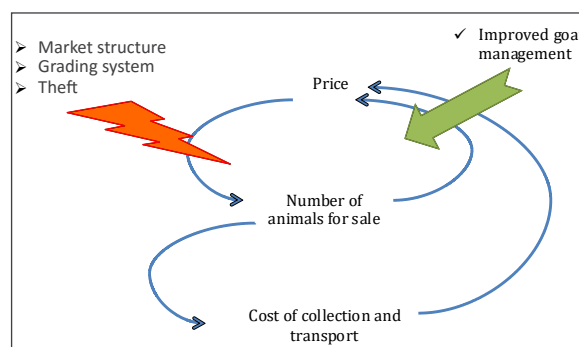 Market structure
Grading system
Theft
Improved goa
management
Price
Number of
animals for sale
Cost of collection and
transport